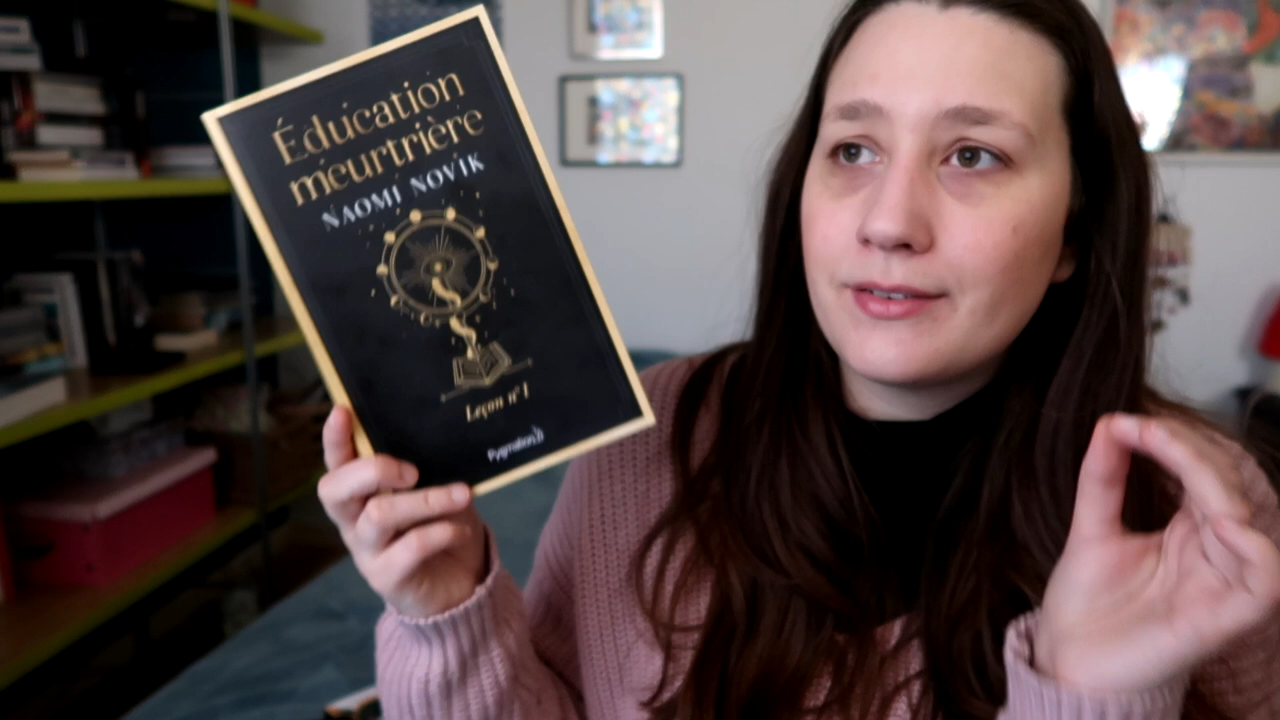 Éducation
meurtrière
NAOMI NOVIK
Leçon n° 1
Pygmalion